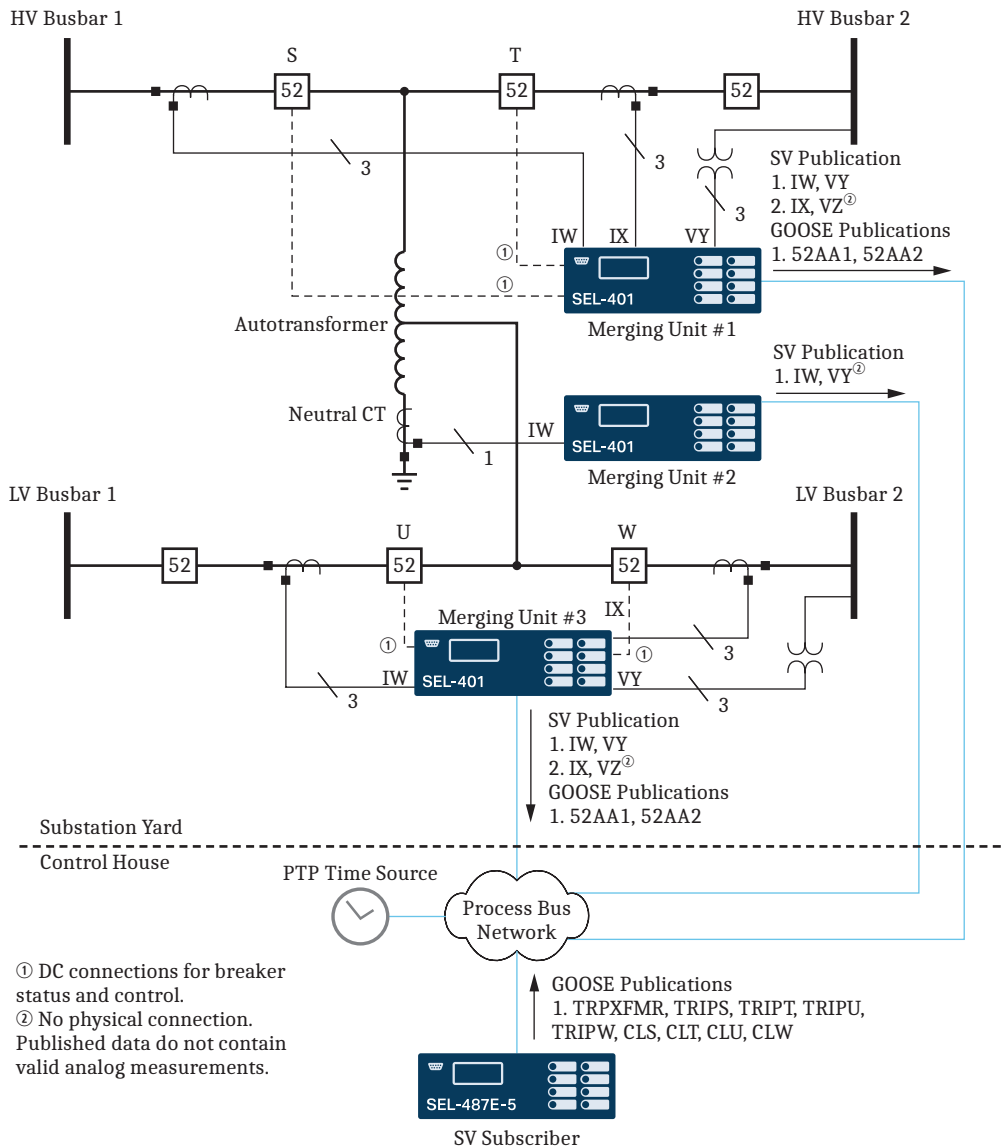 HV Busbar 1
HV Busbar 2
S
T
52
52
52
3
3
3
SV Publication
1. IW, VY
2. IX, VZ②
GOOSE Publications
1. 52AA1, 52AA2
IW
IX
VY
①
①
SEL-401
Merging Unit #1
Autotransformer
SV Publication
1. IW, VY②
Neutral CT
IW
1
SEL-401
Merging Unit #2
LV Busbar 1
LV Busbar 2
U
W
52
52
52
IX
Merging Unit #3
①
①
3
IW
SEL-401
VY
3
3
SV Publication
1. IW, VY
2. IX, VZ②
GOOSE Publications
1. 52AA1, 52AA2
Substation Yard
Control House
PTP Time Source
Process Bus
Network
① DC connections for breaker
status and control.
② No physical connection.
Published data do not contain
valid analog measurements.
GOOSE Publications
1. TRPXFMR, TRIPS, TRIPT, TRIPU,
TRIPW, CLS, CLT, CLU, CLW
SEL-487E-5
SV Subscriber